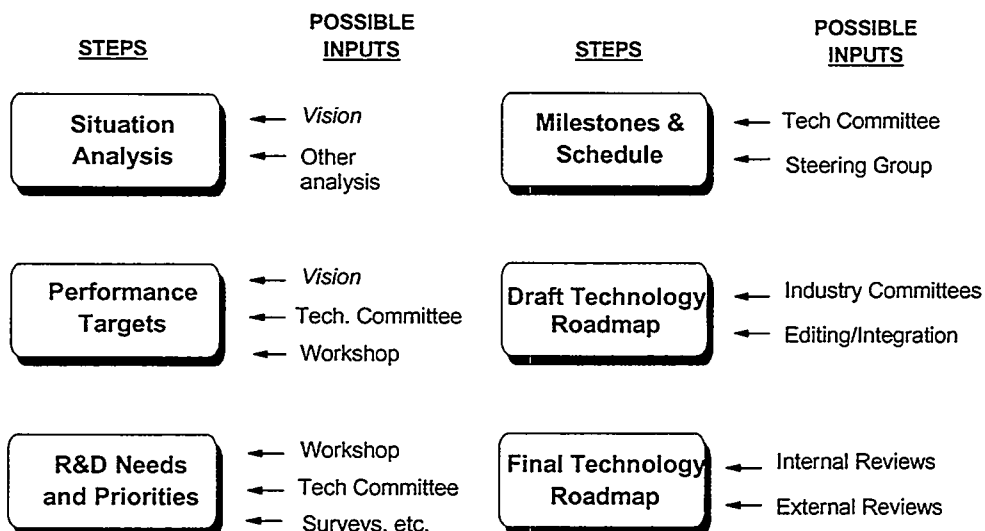 STEPS
POSSIBLE
INPUTS
Situation
Analysis
Vision
Other
analysis
Performance
Targets
Vision
Tech. Committee
Workshop
R&D Needs
and Priorities
Workshop
Tech Committee
Surveys, etc.
STEPS
POSSIBLE
INPUTS
Milestones &
Schedule
Tech Committee
Steering Group
Draft Technology
Roadmap
Industry Committees
Editing/Integration
Final Technology
Roadmap
Internal Reviews
External Reviews